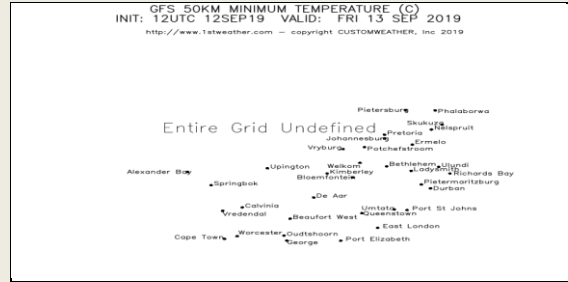 GFS 50KM MINIMUM TEMPERATURE (C)
INIT: 12UTC 12SEP19 VALID: FRI 13 SEP 2019
http://www.1stweather.com – copyright CUSTOMWEATHER, Inc 2019
Pietersburg
Phalaborwa
Skukuza
Entire Grid Undefined
Nelspruit
Pretoria
Johannesburg
Ermelo
Vryburg
Potchefstroom
Welkom
Bethlehem
Ulundi
Upington
Kimberley
Ladysmith
Alexander Bay
Richards Bay
Bloemfontein
Springbok
Pietermaritzburg
Durban
De Aar
Calvinia
Umtata
Port St Johns
Vredendal
Queenstown
Beaufort West
East London
Worcester
Oudtshoorn
Cape Town
Port Elizabeth
George